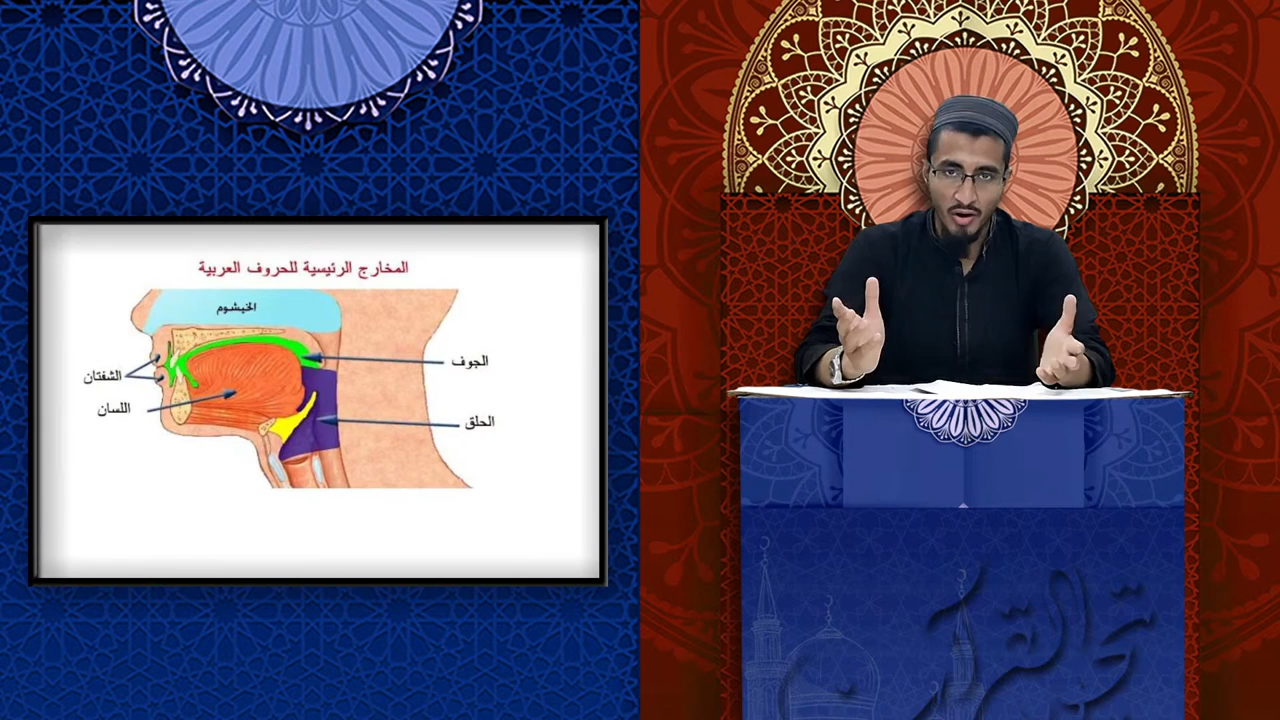 المخارج الرئيسية للحروف العربية
الخيشوم
الجوف
الشفتان
اللسان
الحلق